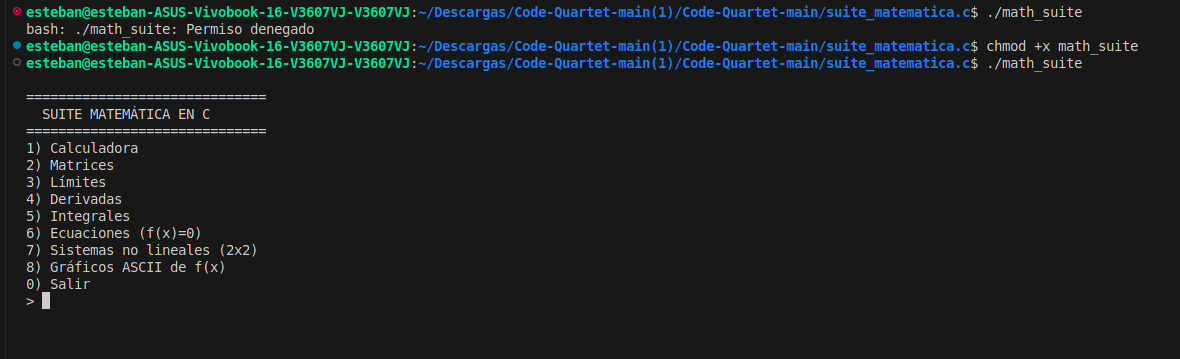 esteban@esteban-ASUS-Vivobook-16-V3607VJ-V3607VJ:~/Descargas/Code-Quartet-main(1)/Code-Quartet-main/suite_matematica.c$ ./math_suite
bash: ./math_suite: Permiso denegado
esteban@esteban-ASUS-Vivobook-16-V3607VJ-V3607VJ:~/Descargas/Code-Quartet-main(1)/Code-Quartet-main/suite_matematica.c$ chmod +x math_suite
esteban@esteban-ASUS-Vivobook-16-V3607VJ-V3607VJ:~/Descargas/Code-Quartet-main(1)/Code-Quartet-main/suite_matematica.c$ ./math_suite
==============================
SUITE MATEMÁTICA EN C
==============================
1) Calculadora
2) Matrices
3) Límites
4) Derivadas
5) Integrales
6) Ecuaciones (f(x)=0)
7) Sistemas no lineales (2x2)
8) Gráficos ASCII de f(x)
0) Salir
>